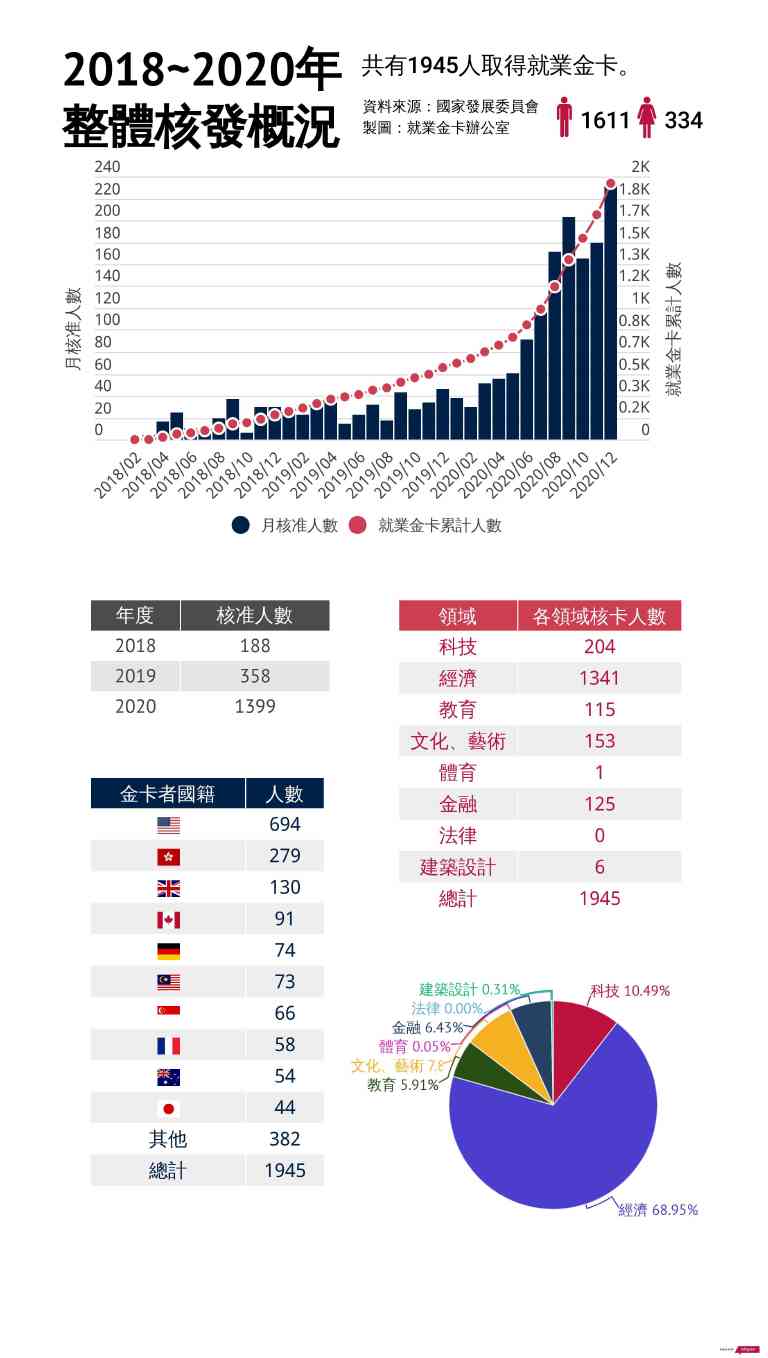 2018~2020年
整體核發概況
共有1945人取得就業金卡。
資料來源：國家發展委員會
製圖：就業金卡辦公室
1611
334
240
220
200
180
160
140
120
100
80
60
40
20
0
月核准人數
2K
1.8K
1.7K
1.5K
1.3K
1.2K
1K
0.8K
0.7K
0.5K
0.3K
0.2K
0
就業金卡累計人數
2018/02
2018/04
2018/06
2018/08
2018/10
2018/12
2019/02
2019/04
2019/06
2019/08
2019/10
2019/12
2020/02
2020/04
2020/06
2020/08
2020/10
2020/12
月核准人數 就業金卡累計人數
年度 核准人數
2018 188
2019 358
2020 1399
金卡者國籍 人數
694
279
130
91
74
73
66
58
54
44
其他 382
總計 1945
領域 各領域核卡人數
科技 204
經濟 1341
教育 115
文化、藝術 153
體育 1
金融 125
法律 0
建築設計 6
總計 1945
建築設計 0.31%
法律 0.00%
金融 6.43%
體育 0.05%
文化、藝術 7.8
教育 5.91%
科技 10.49%
經濟 68.95%